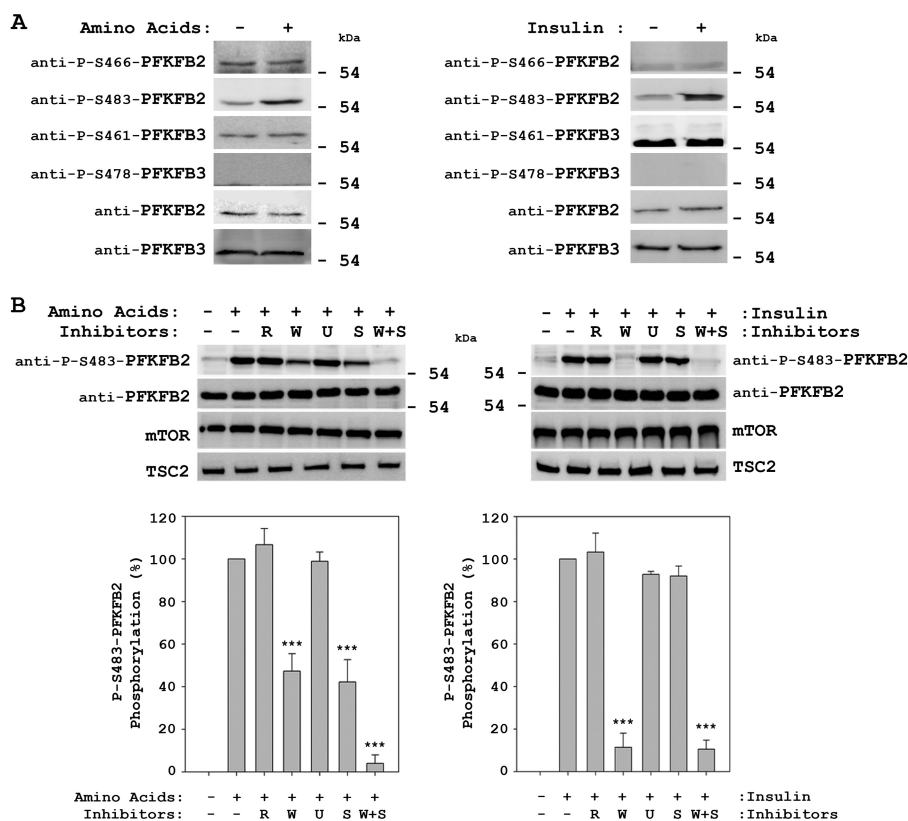 A
Amino Acids: - +
kDa
anti-P-S466-PFKFB2 - 54
anti-P-S483-PFKFB2 - 54
anti-P-S461-PFKFB3 - 54
anti-P-S478-PFKFB3 - 54
anti-PFKFB2 - 54
anti-PFKFB3 - 54
Insulin : - +
kDa
anti-P-S466-PFKFB2 - 54
anti-P-S483-PFKFB2 - 54
anti-P-S461-PFKFB3 - 54
anti-P-S478-PFKFB3 - 54
anti-PFKFB2 - 54
anti-PFKFB3 - 54
B
Amino Acids: - + + + + + +
Inhibitors: - - R W U S W+S
kDa
anti-P-S483-PFKFB2 - 54
anti-PFKFB2 - 54
mTOR
TSC2
- + + + + + + :Insulin
- - R W U S W+S :Inhibitors
54 - anti-P-S483-PFKFB2
54 - anti-PFKFB2
mTOR
TSC2
P-S483-PFKFB2
Phosphorylation (%)
120
100
80
60
40
20
0
***
***
***
Amino Acids: - + + + + + +
Inhibitors: - - R W U S W+S
P-S483-PFKFB2
Phosphorylation (%)
120
100
80
60
40
20
0
***
***
- + + + + + + :Insulin
- - R W U S W+S :Inhibitors